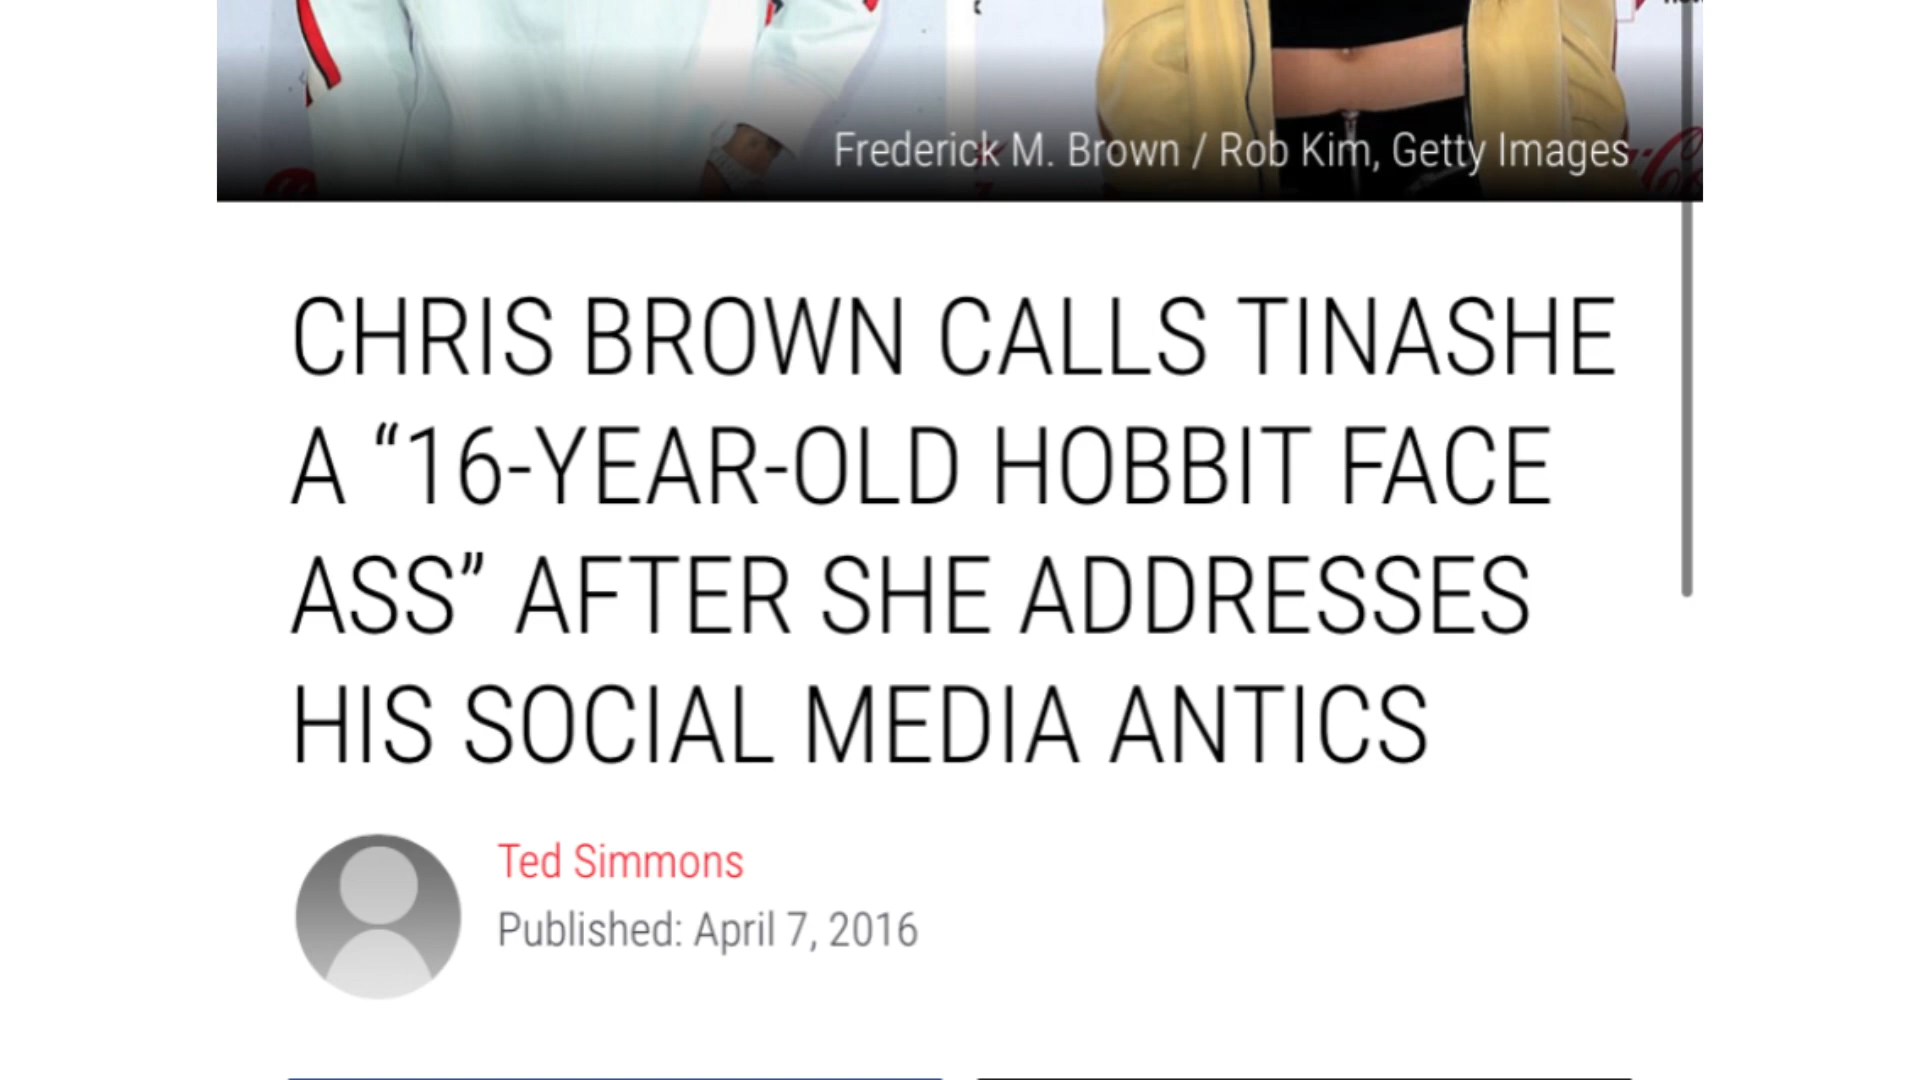 Frederick M. Brown / Rob Kim, Getty Images
CHRIS BROWN CALLS TINASHE
A “16-YEAR-OLD HOBBIT FACE
ASS” AFTER SHE ADDRESSES
HIS SOCIAL MEDIA ANTICS
Ted Simmons
Published: April 7, 2016